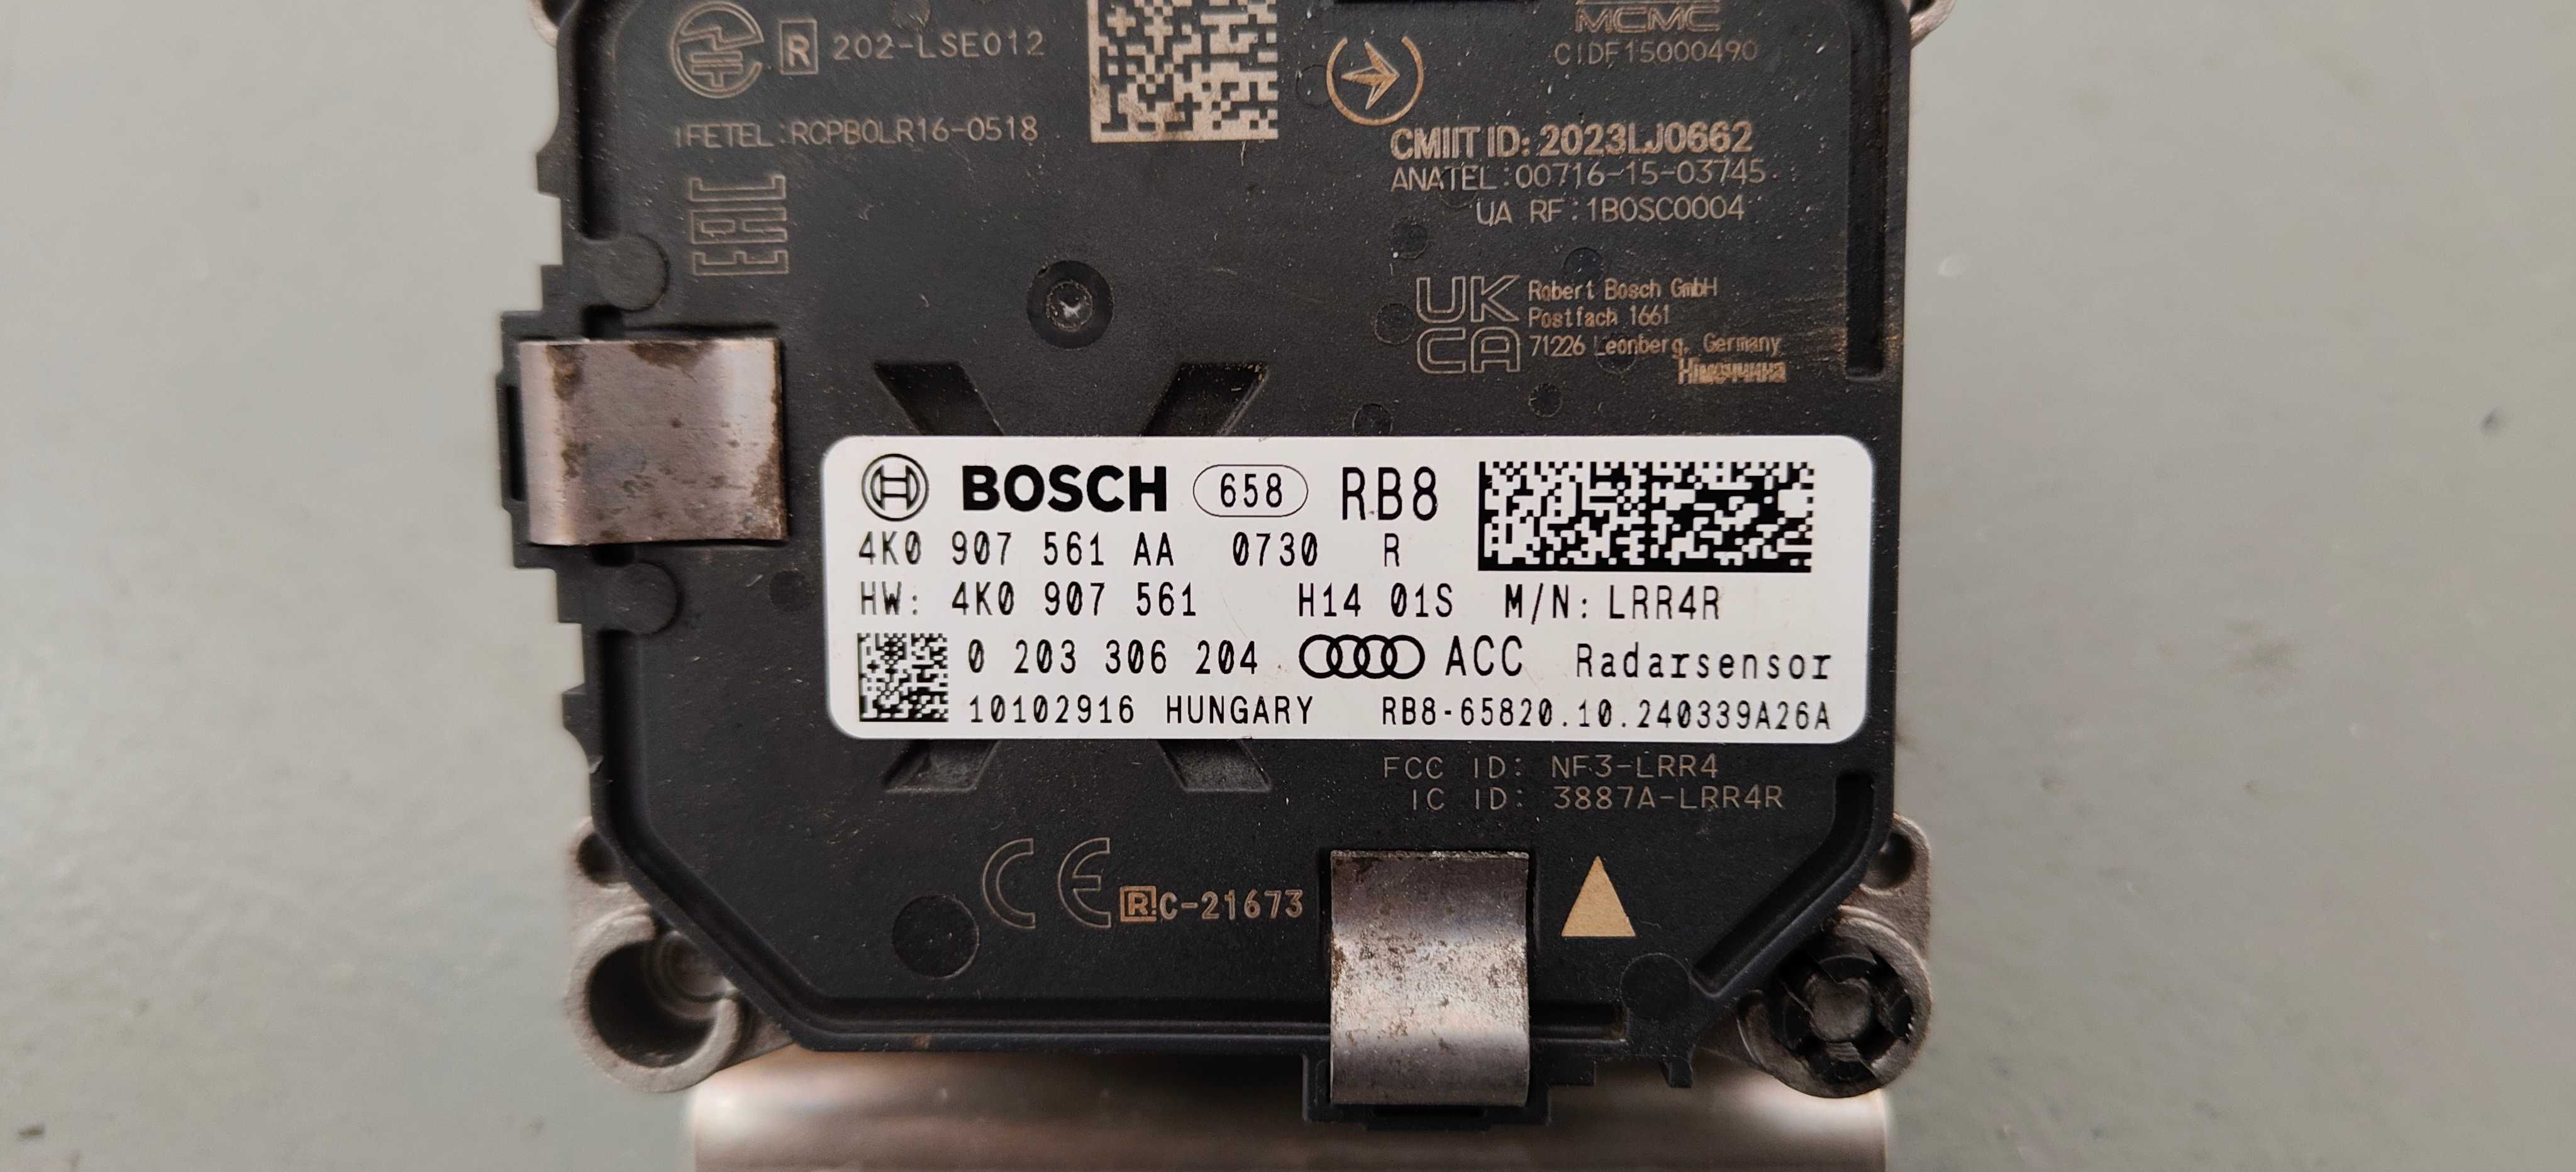 R 202-LSE012
IFETEL:RCPBOLR16-0518
EAC
MCMC
CIDF15000490
CMIIT ID: 2023LJ0662
ANATEL:00716-15-03745
UA RF:1BOSC0004
UK
CA
Robert Bosch GmbH
Postfach 1661
71226 Leonberg, Germany
Німеччина
BOSCH 658 RB8
4K0 907 561 AA 0730 R
HW: 4K0 907 561 H14 01S M/N: LRR4R
0 203 306 204 ACC Radarsensor
10102916 HUNGARY RB8-65820.10.240339A26A
FCC ID: NF3-LRR4
IC ID: 3887A-LRR4R
CE
R!C-21673